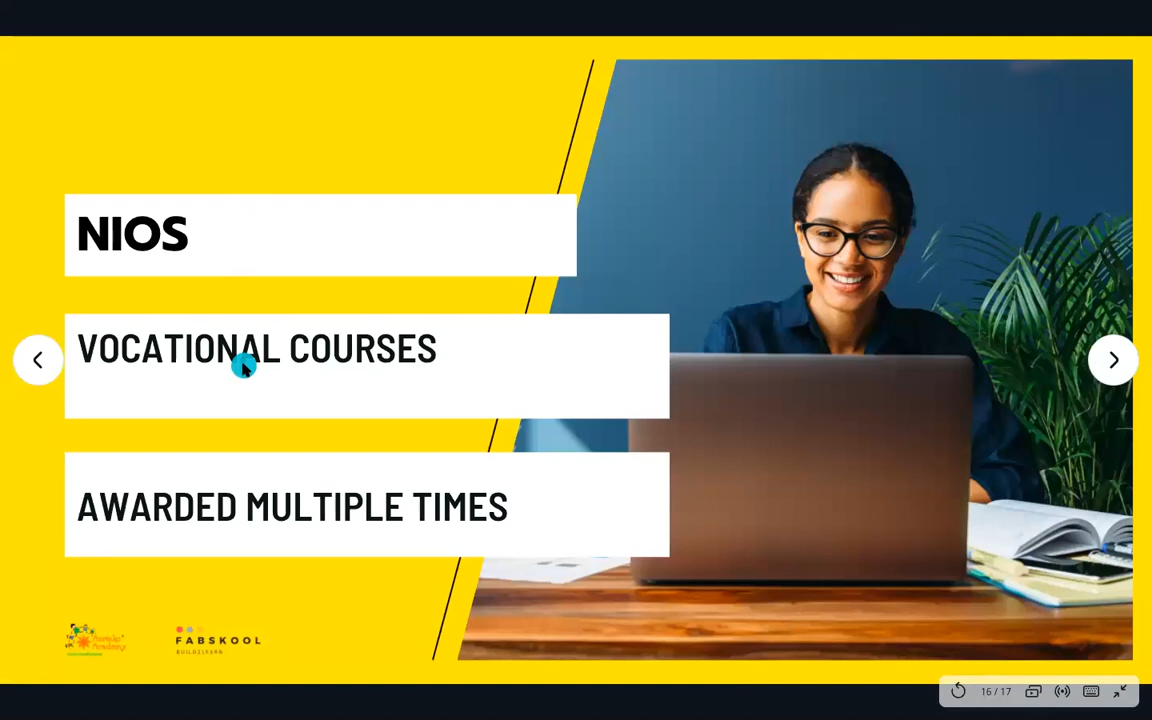 NIOS
VOCATIONAL COURSES
AWARDED MULTIPLE TIMES
FABSKOOL
16 / 17